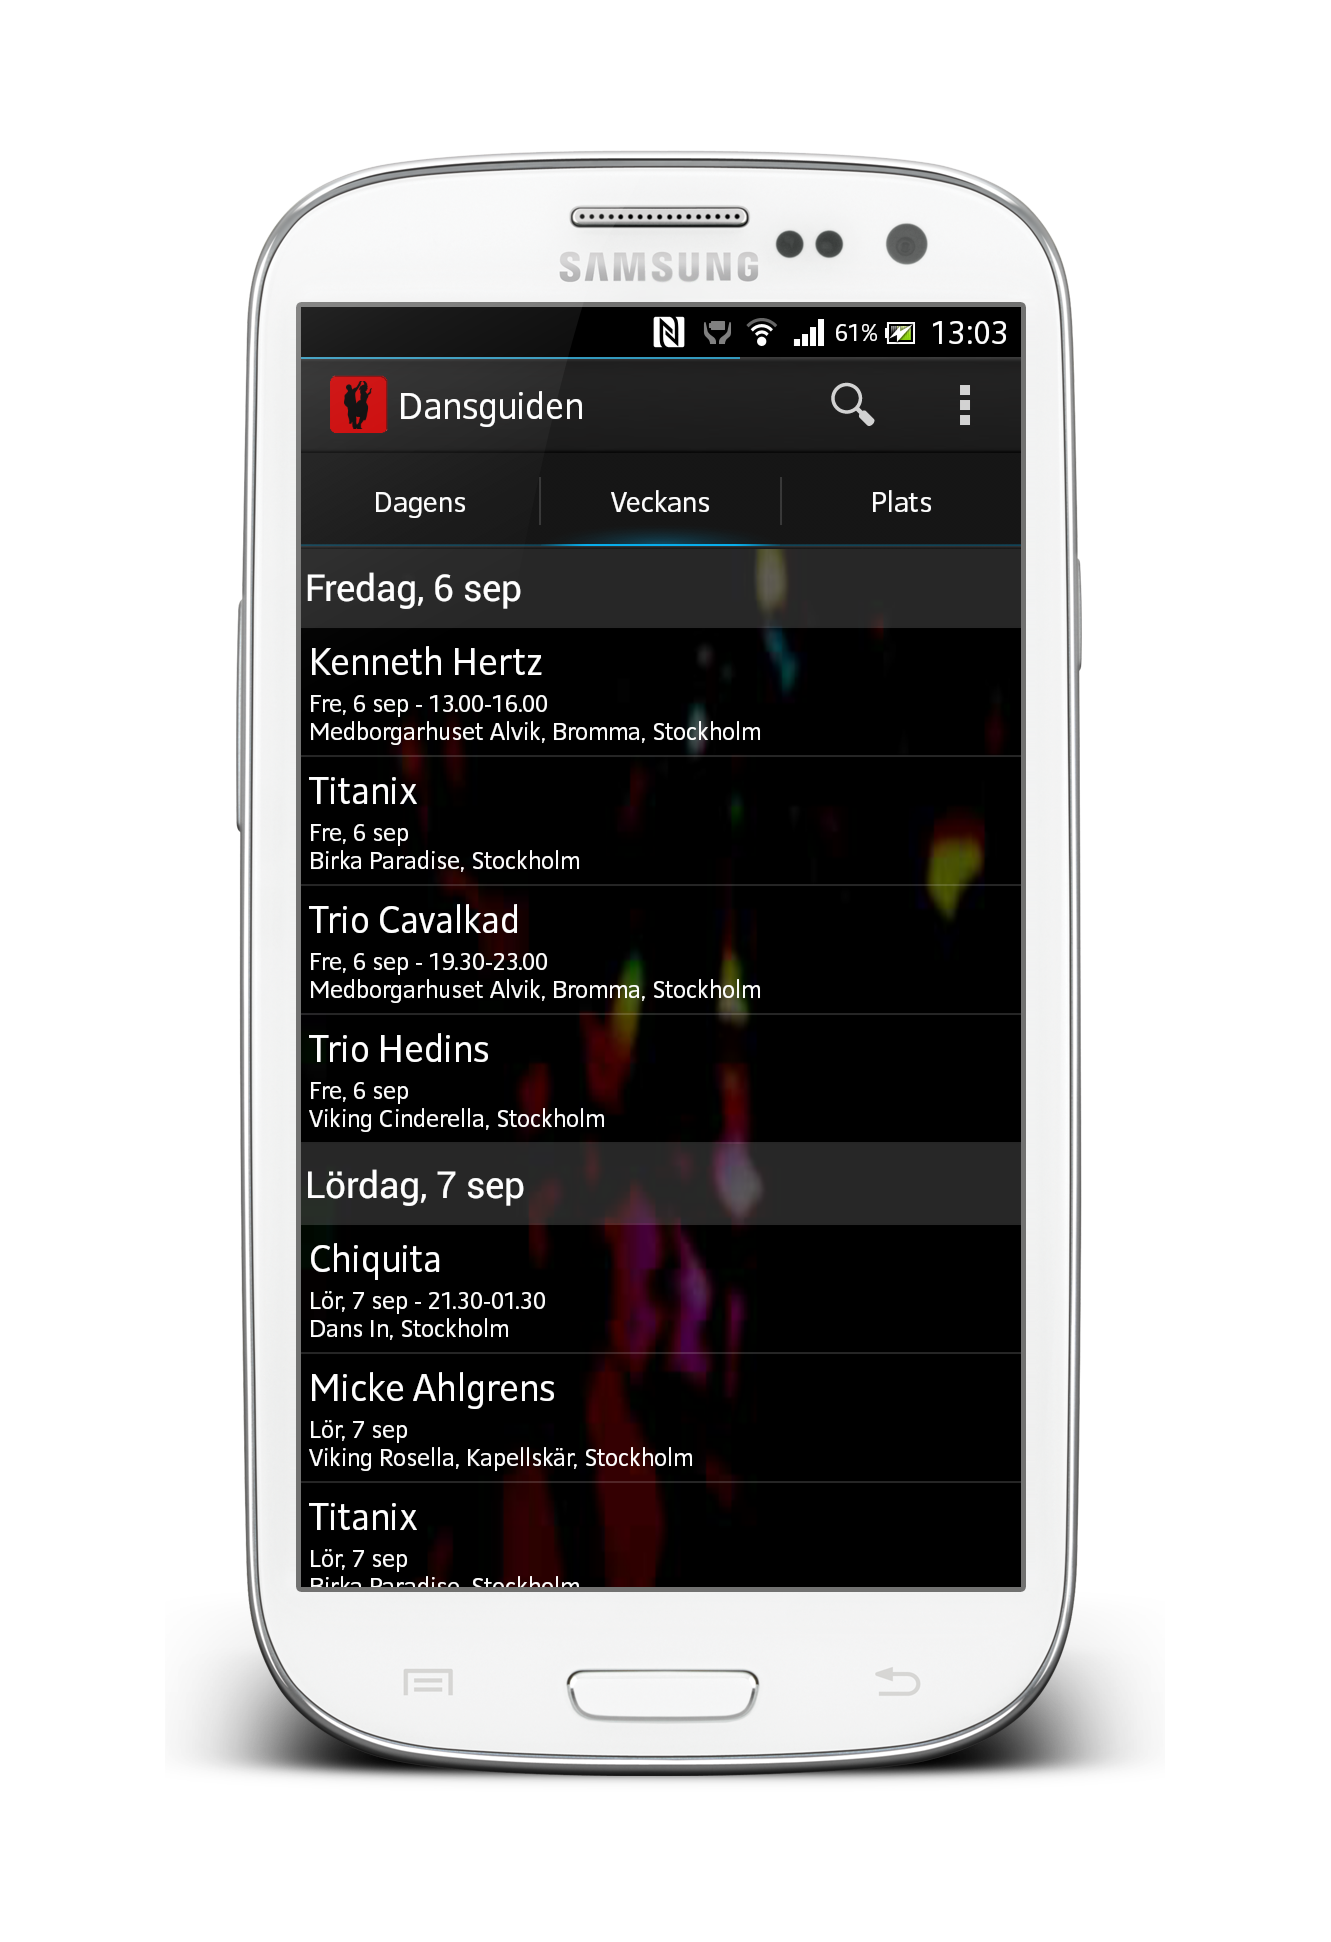 SAMSUNG
61% 13:03
Dansguiden
Dagens Veckans Plats
Fredag, 6 sep
Kenneth Hertz
Fre, 6 sep - 13.00-16.00
Medborgarhuset Alvik, Bromma, Stockholm
Titanix
Fre, 6 sep
Birka Paradise, Stockholm
Trio Cavalkad
Fre, 6 sep - 19.30-23.00
Medborgarhuset Alvik, Bromma, Stockholm
Trio Hedins
Fre, 6 sep
Viking Cinderella, Stockholm
Lördag, 7 sep
Chiquita
Lör, 7 sep - 21.30-01.30
Dans In, Stockholm
Micke Ahlgrens
Lör, 7 sep
Viking Rosella, Kapellskär, Stockholm
Titanix
Lör, 7 sep
Birka Paradise, Stockholm